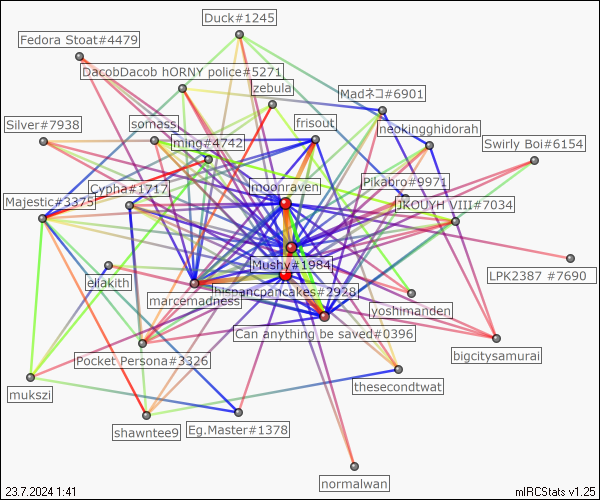 Duck#1245
Fedora Stoat#4479
DacobDacob hORNY police#5271
zebula
Madネコ#6901
Silver#7938
somass
frisout
neokingghidorah
ming#4742
Swirly Boi#6154
Cypha#1717
moonraven
Pikabro#9971
Majestic#3375
JKOUYH VIII#7034
Mushy#1984
LPK2387 #7690
eliakith
hispancpancakes#2928
marcemadness
yoshimanden
Can anything be saved#0396
Pocket Persona#3326
bigcitysamurai
mukszi
thesecondtwat
shawntee9
Eg.Master#1378
normalwan
23.7.2024 1:41
mIRCStats v1.25